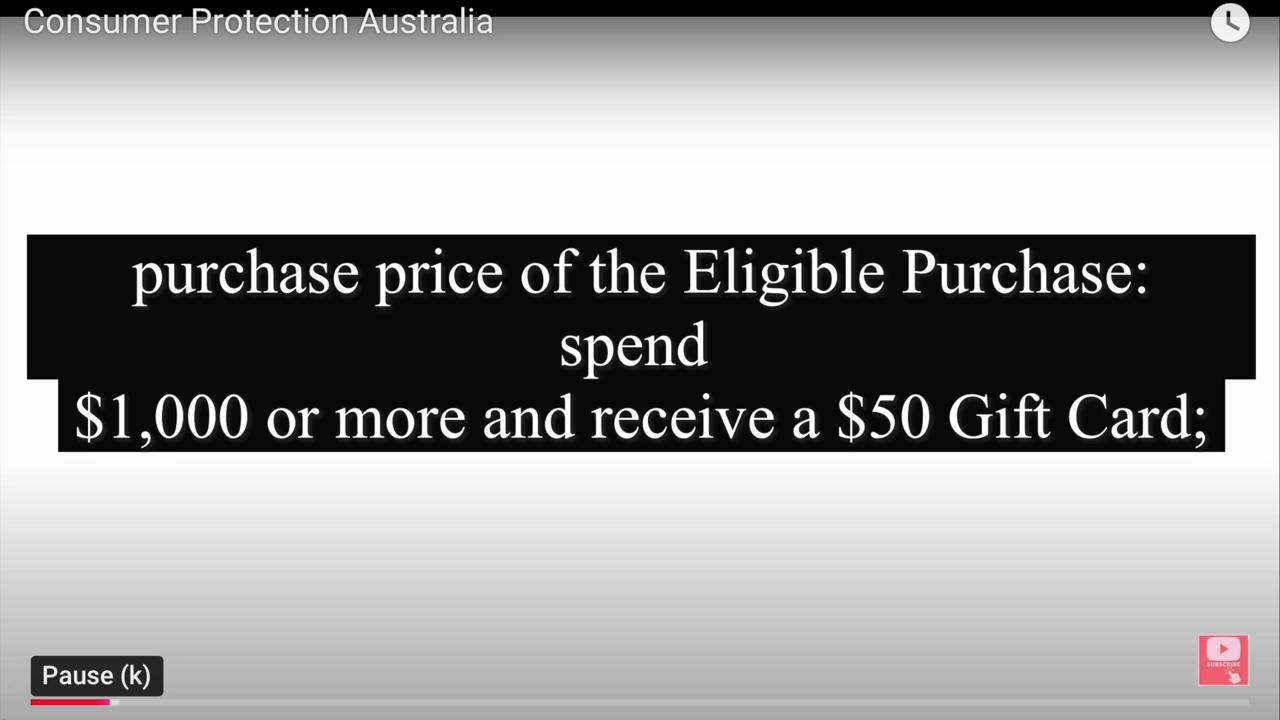 Consumer Protection Australia
purchase price of the Eligible Purchase:
spend
$1,000 or more and receive a $50 Gift Card;
Pause (k)
SUBSCRIBE